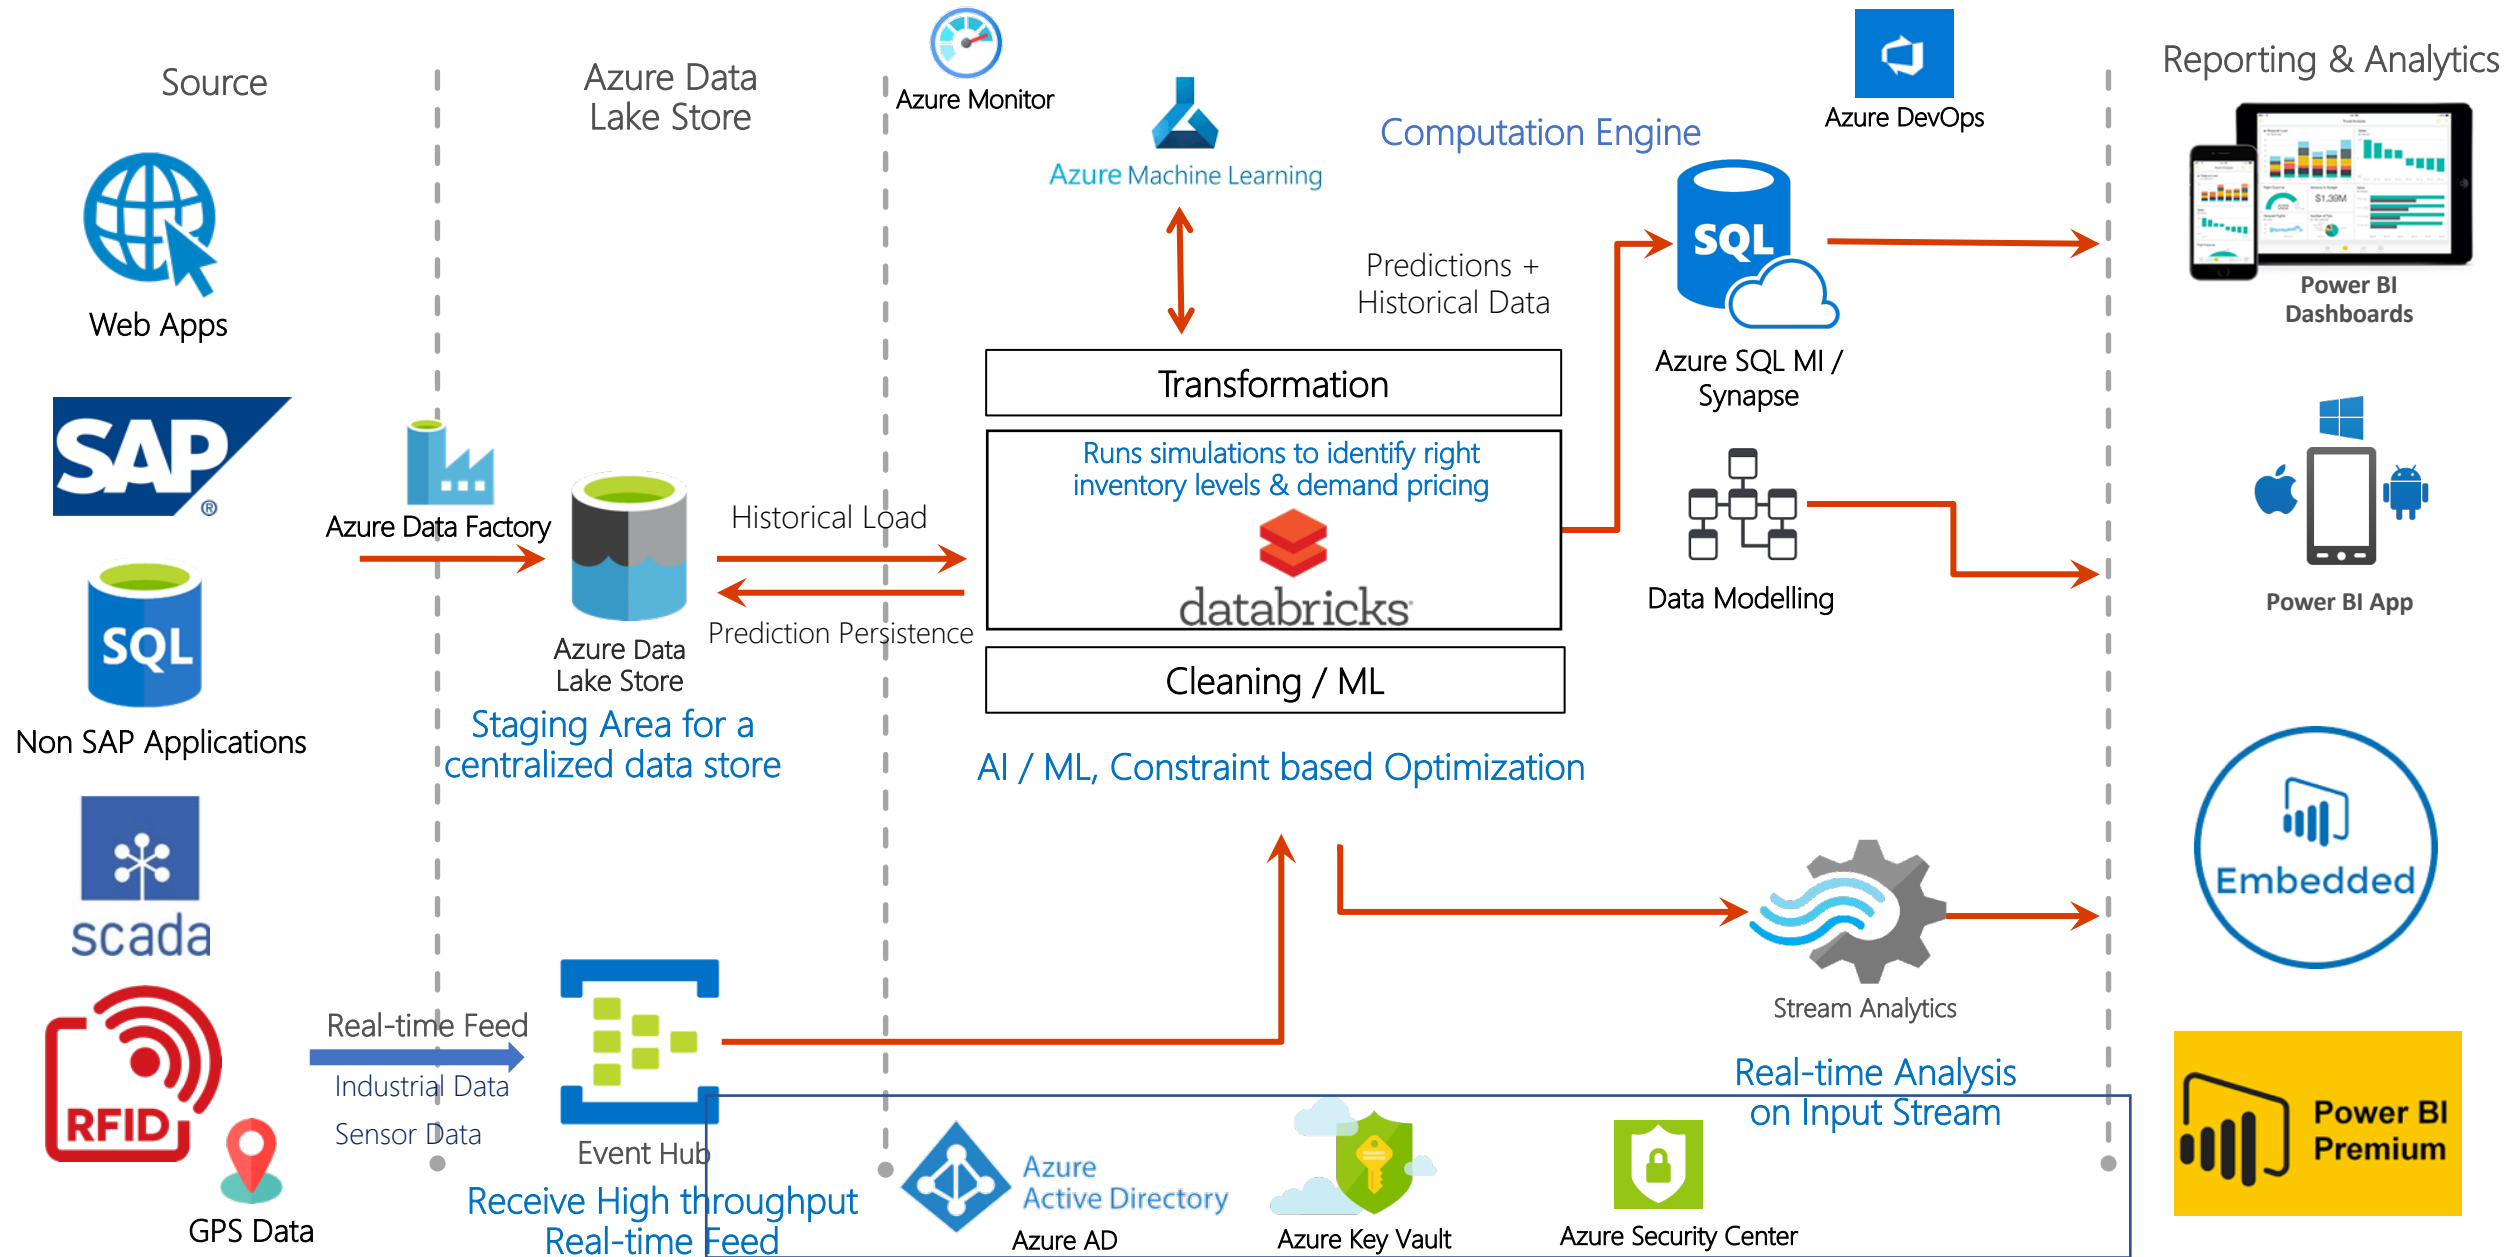 Source
Azure Data
Lake Store
Azure Monitor
Azure Machine Learning
Computation Engine
Azure DevOps
Reporting & Analytics
Web Apps
SAP
®
SQL
Non SAP Applications
scada
RFID
GPS Data
Azure Data Factory
Azure Data
Lake Store
Staging Area for a
centralized data store
Historical Load
Prediction Persistence
Real-time Feed
Industrial Data
Sensor Data
Event Hub
Receive High throughput
Real-time Feed
Predictions +
Historical Data
Transformation
Runs simulations to identify right
inventory levels & demand pricing
databricks
Cleaning / ML
AI / ML, Constraint based Optimization
SQL
Azure SQL MI /
Synapse
Data Modelling
Stream Analytics
Real-time Analysis
on Input Stream
Azure
Active Directory
Azure AD
Azure Key Vault
Azure Security Center
$1.39M
Power BI
Dashboards
Power BI App
Embedded
Power BI
Premium